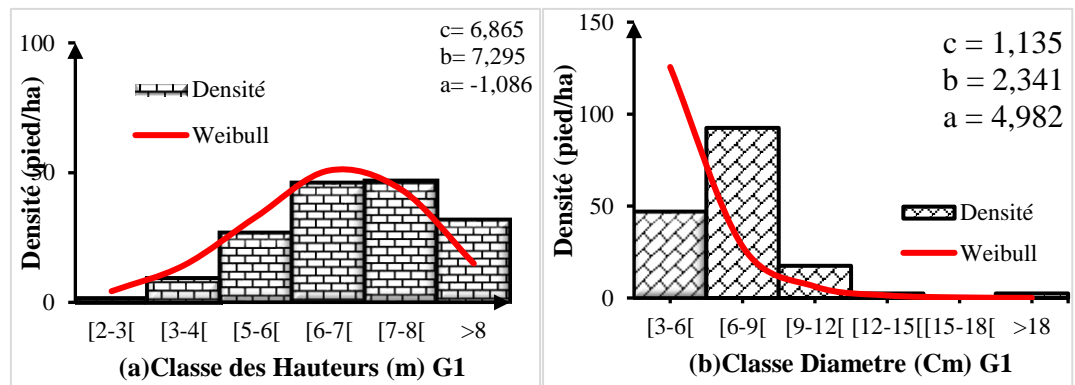 100
50
0
Densité (pied/ha)
c= 6,865
b= 7,295
a= -1,086
Densité
Weibull
[2-3[ [3-4[ [5-6[ [6-7[ [7-8[ >8
(a)Classe des Hauteurs (m) G1
150
100
50
0
Densité (pied/ha)
c = 1,135
b = 2,341
a = 4,982
Densité
Weibull
[3-6[ [6-9[ [9-12[ [12-15[ [15-18[ >18
(b)Classe Diametre (Cm) G1